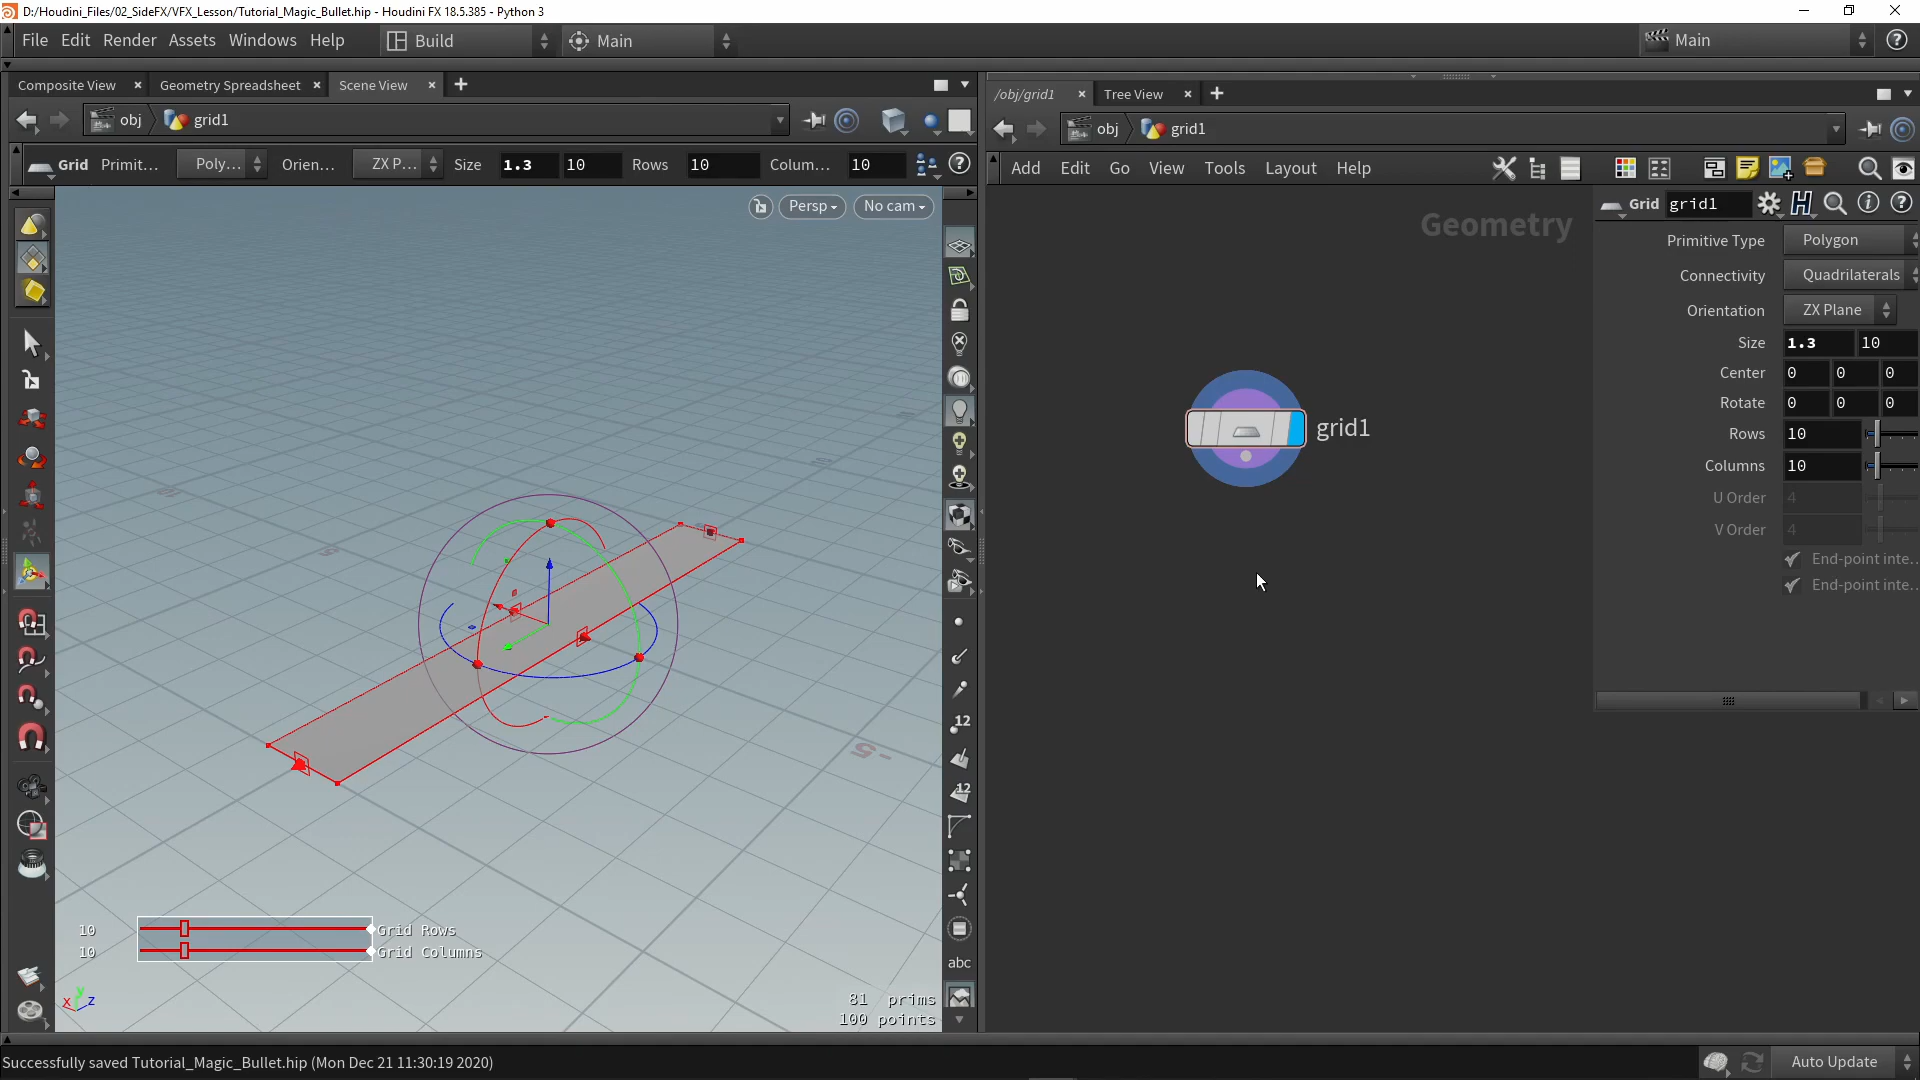 D:/Houdini_Files/02_SideFX/VFX_Lesson/Tutorial_Magic_Bullet.hip - Houdini FX 18.5.385 - Python 3
File Edit Render Assets Windows Help Build Main Main
Composite View Geometry Spreadsheet Scene View
/obj/grid1 Tree View
obj grid1
obj grid1
Grid Primit... Poly... Orien... ZX P... Size 1.3 10 Rows 10 Colum... 10
Add Edit Go View Tools Layout Help
Persp No cam
Geometry
Grid grid1
Primitive Type Polygon
Connectivity Quadrilaterals
Orientation ZX Plane
Size 1.3 10
Center 0 0 0
Rotate 0 0 0
Rows 10
Columns 10
U Order 4
V Order 4
End-point inte..
End-point inte..
grid1
-5
12
12
abc
10 Grid Rows
10 Grid Columns
x y z
81 prims
100 points
Successfully saved Tutorial_Magic_Bullet.hip (Mon Dec 21 11:30:19 2020)
Auto Update